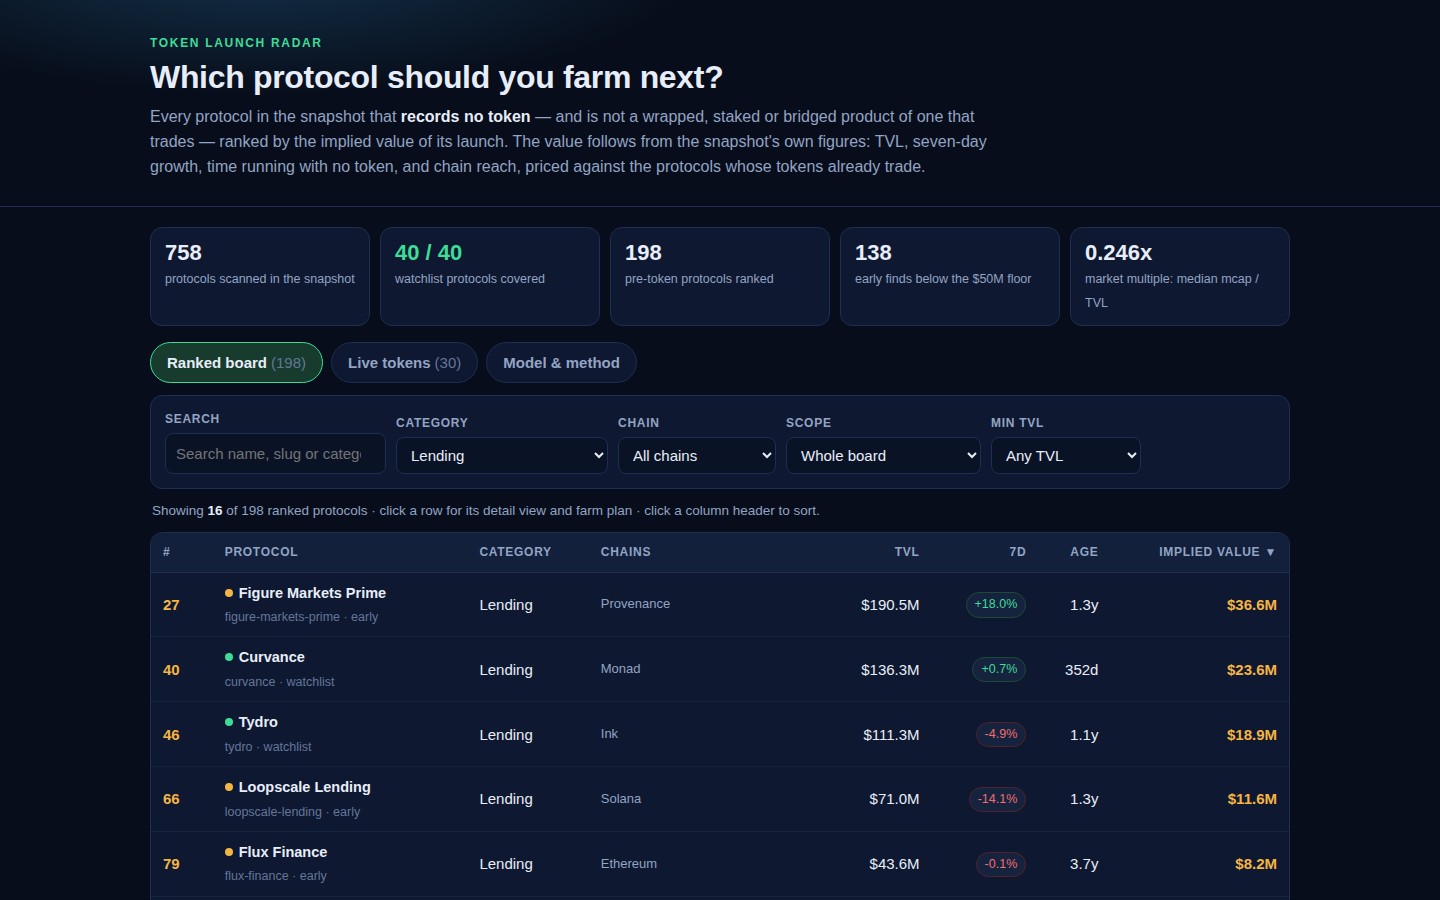 TOKEN LAUNCH RADAR
Which protocol should you farm next?
Every protocol in the snapshot that records no token — and is not a wrapped, staked or bridged product of one that
trades — ranked by the implied value of its launch. The value follows from the snapshot's own figures: TVL, seven-day
growth, time running with no token, and chain reach, priced against the protocols whose tokens already trade.
758
protocols scanned in the snapshot
40 / 40
watchlist protocols covered
198
pre-token protocols ranked
138
early finds below the $50M floor
0.246x
market multiple: median mcap /
TVL
Ranked board (198)
Live tokens (30)
Model & method
SEARCH
Search name, slug or categ
CATEGORY
Lending
CHAIN
All chains
SCOPE
Whole board
MIN TVL
Any TVL
Showing 16 of 198 ranked protocols · click a row for its detail view and farm plan · click a column header to sort.
# PROTOCOL CATEGORY CHAINS TVL 7D AGE IMPLIED VALUE ▼
27 Figure Markets Prime Lending Provenance $190.5M +18.0% 1.3y $36.6M
figure-markets-prime · early
40 Curvance Lending Monad $136.3M +0.7% 352d $23.6M
curvance · watchlist
46 Tydro Lending Ink $111.3M -4.9% 1.1y $18.9M
tydro · watchlist
66 Loopscale Lending Lending Solana $71.0M -14.1% 1.3y $11.6M
loopscale-lending · early
79 Flux Finance Lending Ethereum $43.6M -0.1% 3.7y $8.2M
flux-finance · early